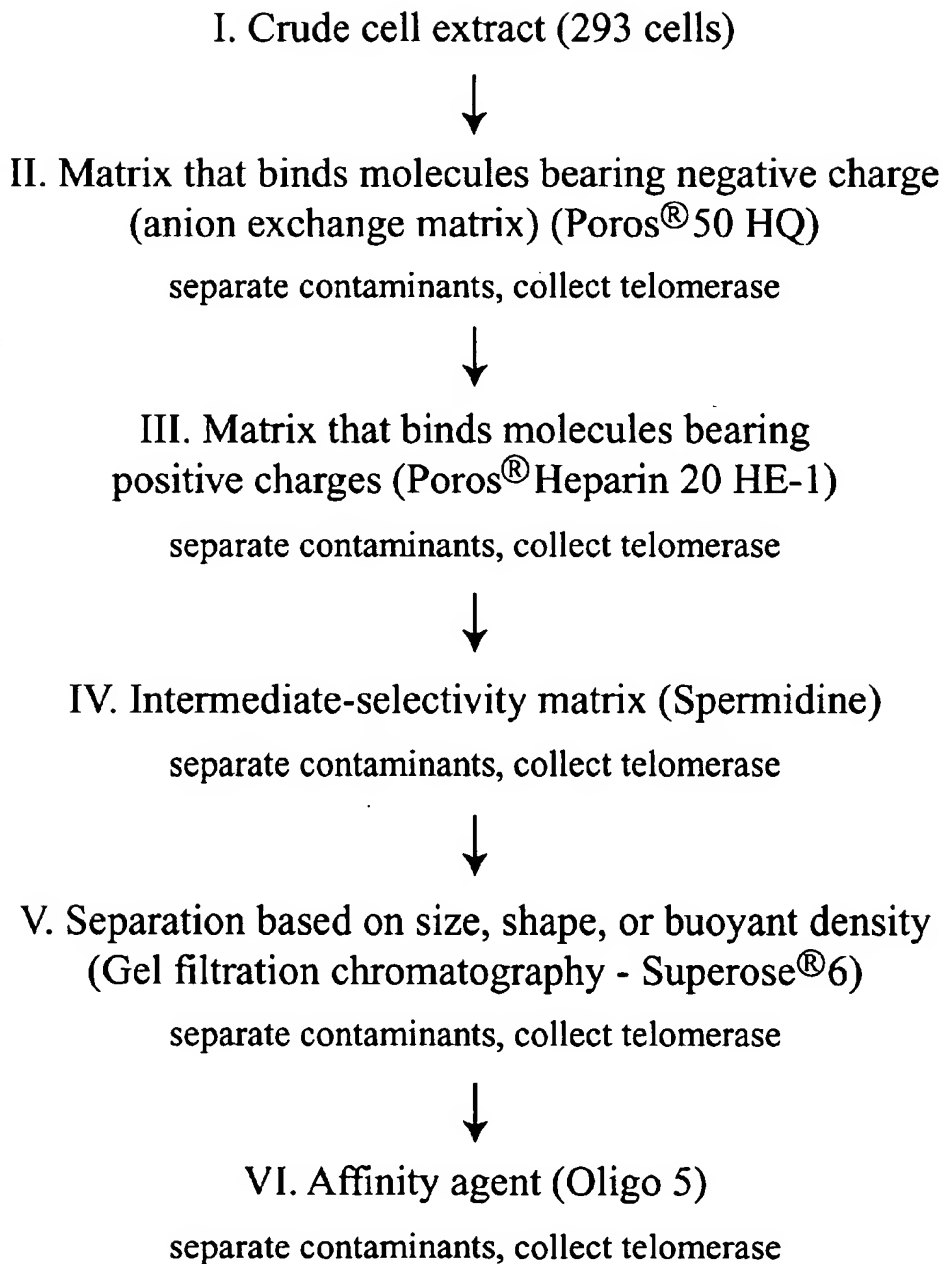 I. Crude cell extract (293 cells)
II. Matrix that binds molecules bearing negative charge
(anion exchange matrix) (Poros®50 HQ)
separate contaminants, collect telomerase
III. Matrix that binds molecules bearing
positive charges (Poros®Heparin 20 HE-1)
separate contaminants, collect telomerase
IV. Intermediate-selectivity matrix (Spermidine)
separate contaminants, collect telomerase
V. Separation based on size, shape, or buoyant density
(Gel filtration chromatography - Superose®6)
separate contaminants, collect telomerase
VI. Affinity agent (Oligo 5)
separate contaminants, collect telomerase